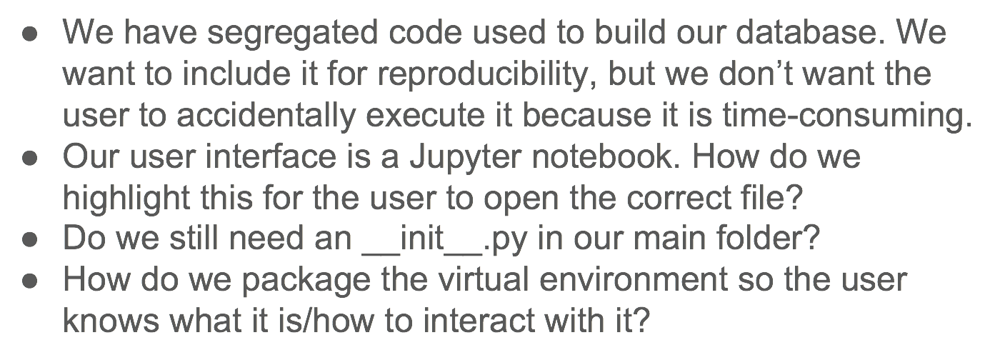 ● We have segregated code used to build our database. We
want to include it for reproducibility, but we don’t want the
user to accidentally execute it because it is time-consuming.
● Our user interface is a Jupyter notebook. How do we
highlight this for the user to open the correct file?
● Do we still need an __init__.py in our main folder?
● How do we package the virtual environment so the user
knows what it is/how to interact with it?